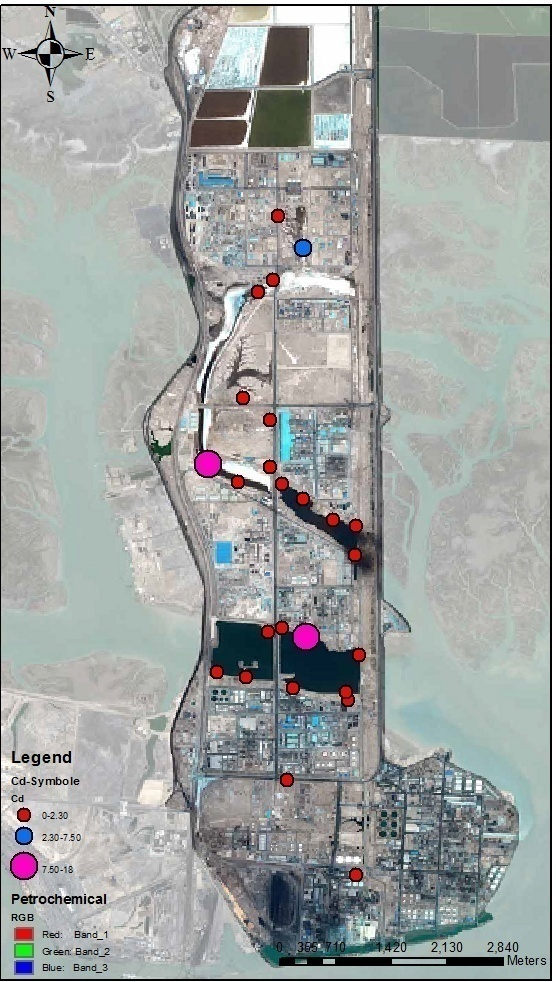 N
W E
S
Legend
Cd-Symbole
Cd
0-2.30
2.30-7.50
7.50-18
Petrochemical
RGB
Red: Band_1
Green: Band_2
Blue: Band_3
0 355 710 1,420 2,130 2,840
Meters